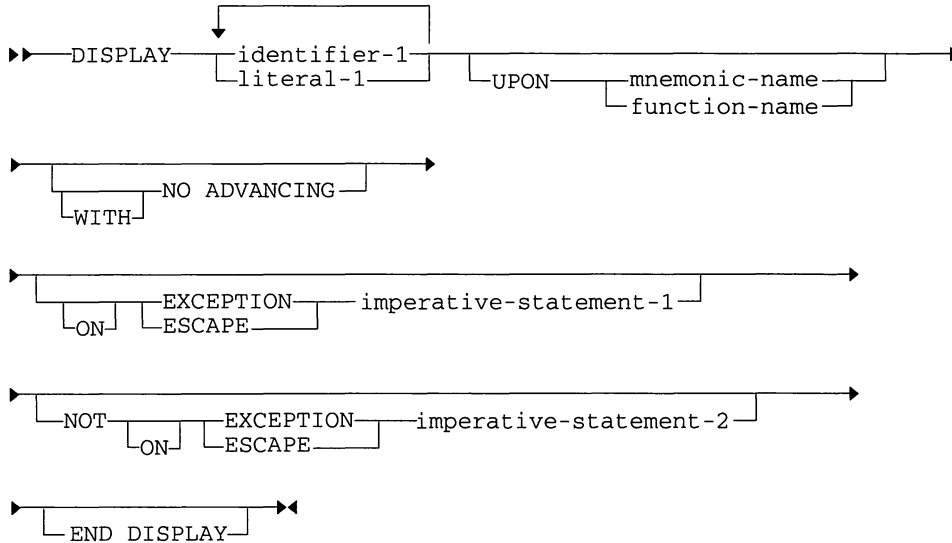 DISPLAY identifier-1
literal-1
UPON mnemonic-name
function-name
NO ADVANCING
WITH
EXCEPTION imperative-statement-1
ON ESCAPE
NOT EXCEPTION imperative-statement-2
ON ESCAPE
END DISPLAY